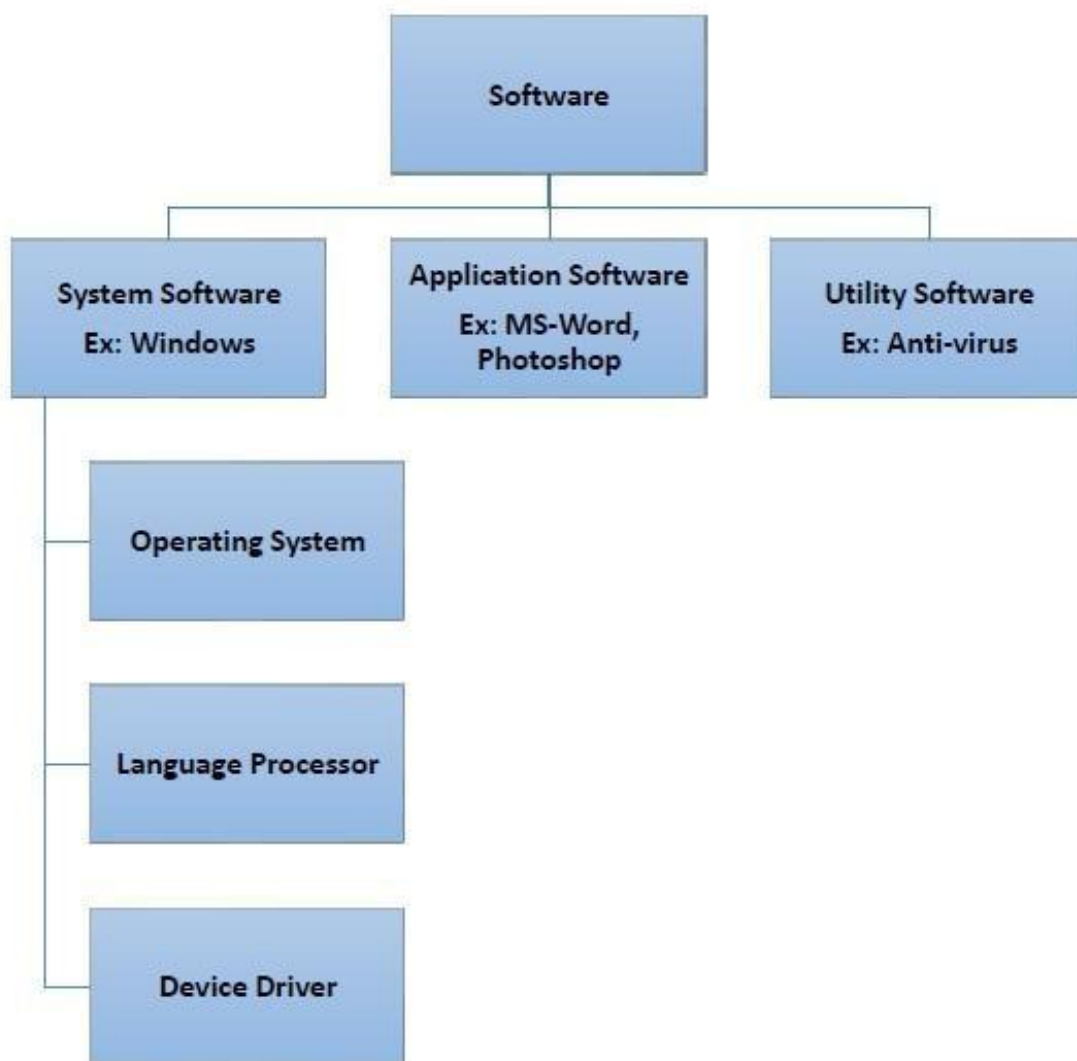 Software
System Software
Ex: Windows
Application Software
Ex: MS-Word,
Photoshop
Utility Software
Ex: Anti-virus
Operating System
Language Processor
Device Driver